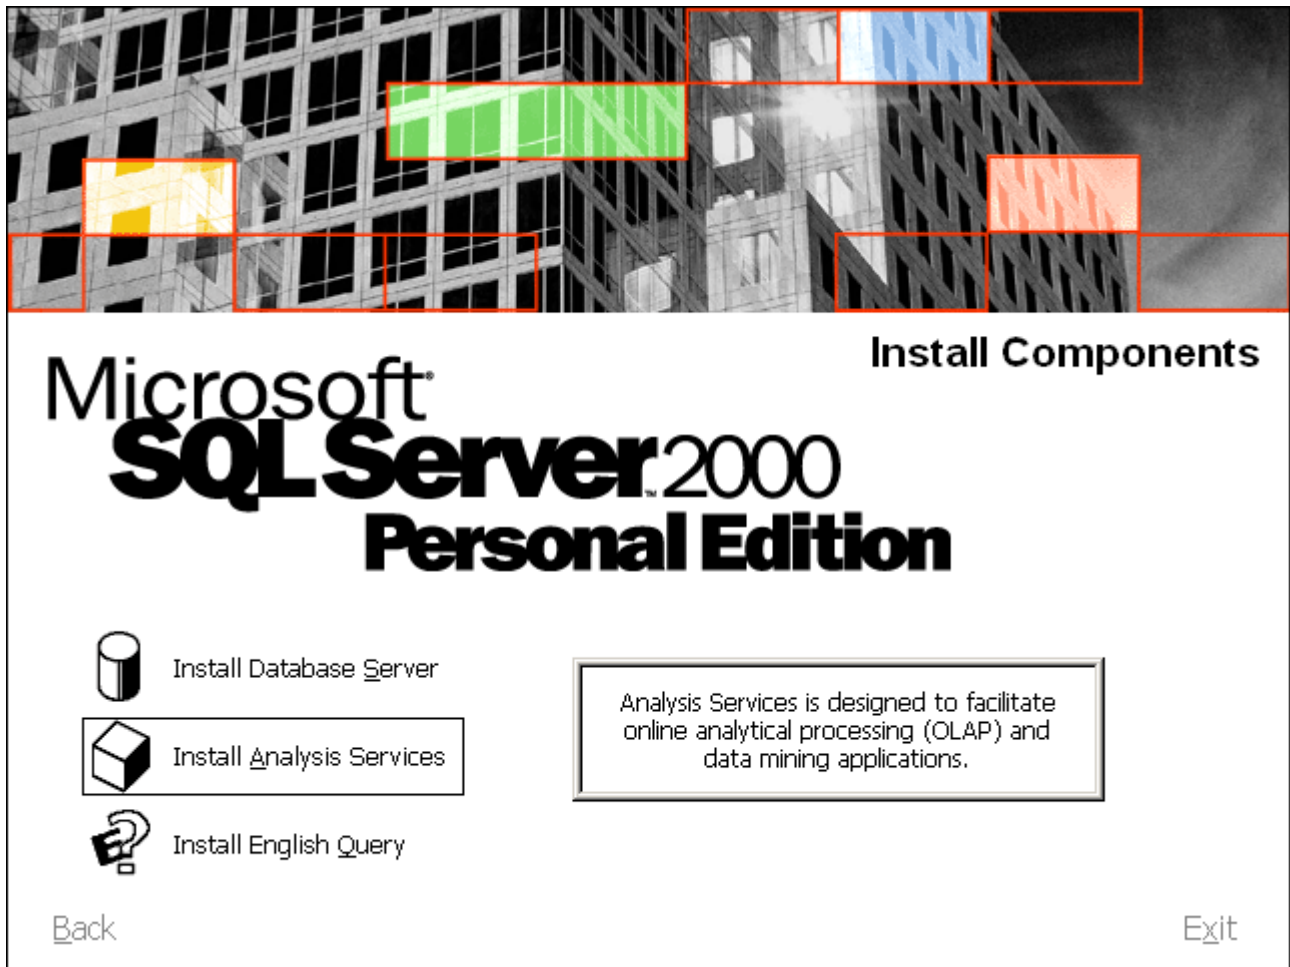 Install Components
Microsoft®
SQL Server™ 2000
Personal Edition
Install Database Server
Install Analysis Services
Install English Query
Analysis Services is designed to facilitate
online analytical processing (OLAP) and
data mining applications.
Back
Exit